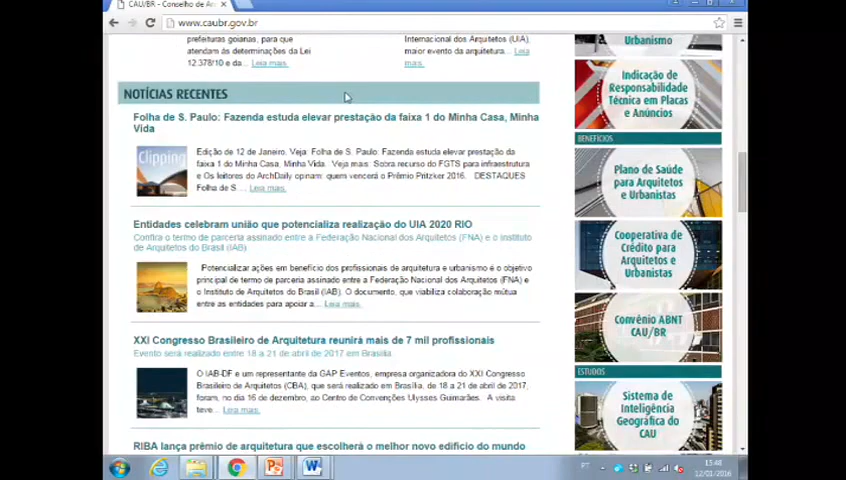 CAU/BR - Conselho de Ar
www.caubr.gov.br
prefeituras goianas, para que
atendam às determinações da Lei
12.378/10 e da... Leia mais.
Internacional dos Arquitetos (UIA),
maior evento da arquitetura... Leia
mais.
NOTÍCIAS RECENTES
Folha de S. Paulo: Fazenda estuda elevar prestação da faixa 1 do Minha Casa, Minha
Vida
Clipping
Edição de 12 de Janeiro. Veja: Folha de S. Paulo: Fazenda estuda elevar prestação da
faixa 1 do Minha Casa, Minha Vida. Veja mais. Sobra recurso do FGTS para infraestrutura
e Os leitores do ArchDaily opinam: quem vencerá o Prêmio Pritzker 2016. DESTAQUES
Folha de S.... Leia mais.
Entidades celebram união que potencializa realização do UIA 2020 RIO
Confira o termo de parceria assinado entre a Federação Nacional dos Arquitetos (FNA) e o Instituto
de Arquitetos do Brasil (IAB)
Potencializar ações em benefício dos profissionais de arquitetura e urbanismo é o objetivo
principal de termo de parceria assinado entre a Federação Nacional dos Arquitetos (FNA) e
o Instituto de Arquitetos do Brasil (IAB). O documento, que viabiliza colaboração mútua
entre as entidades para apoiar a... Leia mais.
XXI Congresso Brasileiro de Arquitetura reunirá mais de 7 mil profissionais
Evento será realizado entre 18 a 21 de abril de 2017 em Brasília.
O IAB-DF e um representante da GAP Eventos, empresa organizadora do XXI Congresso
Brasileiro de Arquitetos (CBA), que será realizado em Brasília, de 18 a 21 de abril de 2017,
foram, no dia 16 de dezembro, ao Centro de Convenções Ulysses Guimarães. A visita
teve... Leia mais.
RIBA lança prêmio de arquitetura que escolherá o melhor novo edifício do mundo
Urbanismo
Indicação de
Responsabilidade
Técnica em Placas
e Anúncios
BENEFÍCIOS
Plano de Saúde
para Arquitetos
e Urbanistas
Cooperativa de
Crédito para
Arquitetos e
Urbanistas
Convênio ABNT
CAU/BR
ESTUDOS
Sistema de
Inteligência
Geográfica do
CAU
PT
15:44
12/01/2016